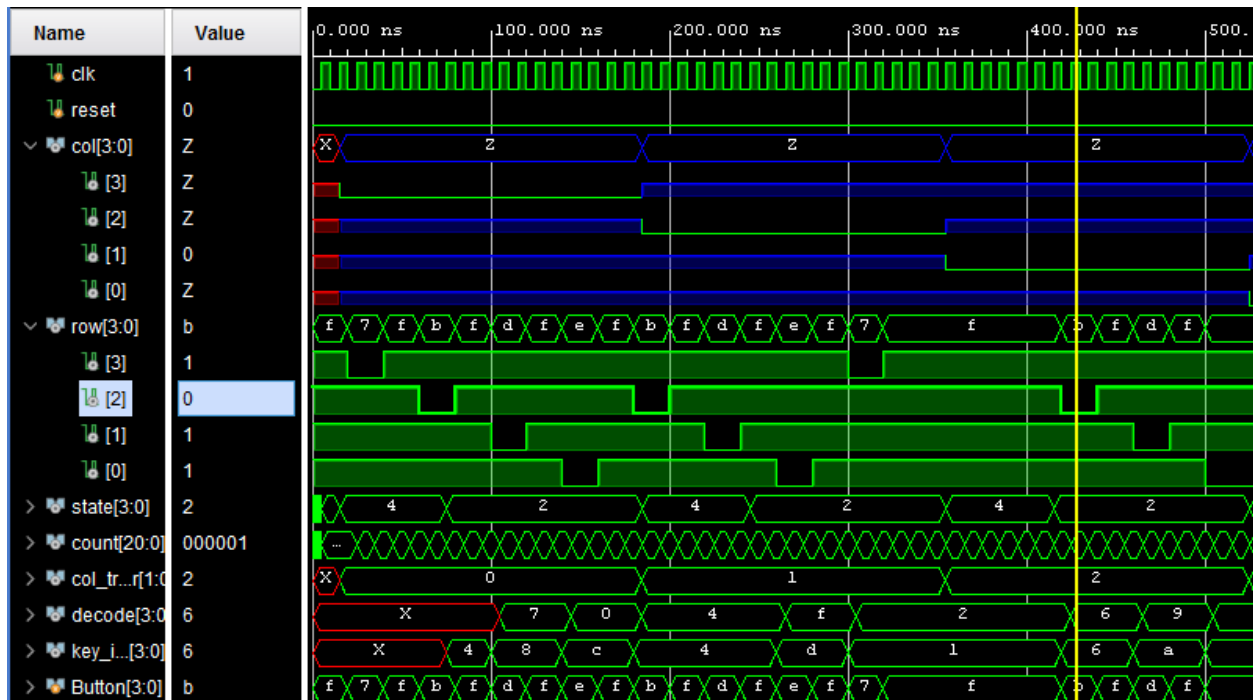 Name Value 0.000 ns 100.000 ns 200.000 ns 300.000 ns 400.000 ns 500.
clk 1
reset 0
col[3:0] Z X Z Z Z
[3] Z
[2] Z
[1] 0
[0] Z
row[3:0] b f 7 f b f d f e f b f d f e f 7 f b f d f
[3] 1
[2] 0
[1] 1
[0] 1
state[3:0] 2 4 2 4 2 4 2
count[20:0] 000001 ...
col_tr...r[1:0 2 X 0 1 2
decode[3:0 6 X 7 0 4 f 2 6 9
key_i...[3:0] 6 X 4 8 c 4 d 1 6 a
Button[3:0] b f 7 f b f d f e f b f d f e f 7 f b f d f